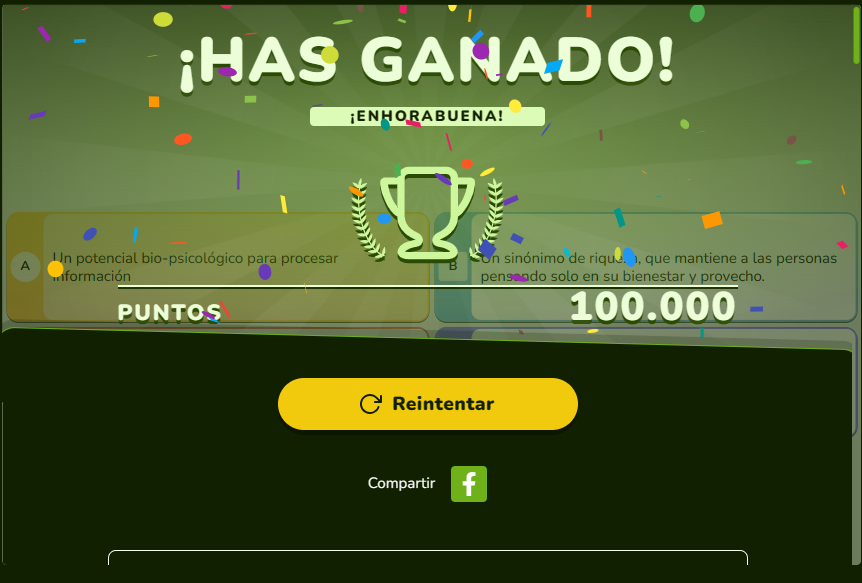 ¡HAS GANADO!
¡ENHORABUENA!
A
Un potencial bio-psicológico para procesar
información
B
Un sinónimo de riqueza, que mantiene a las personas
pensando solo en su bienestar y provecho.
PUNTOS
100.000
Reintentar
Compartir